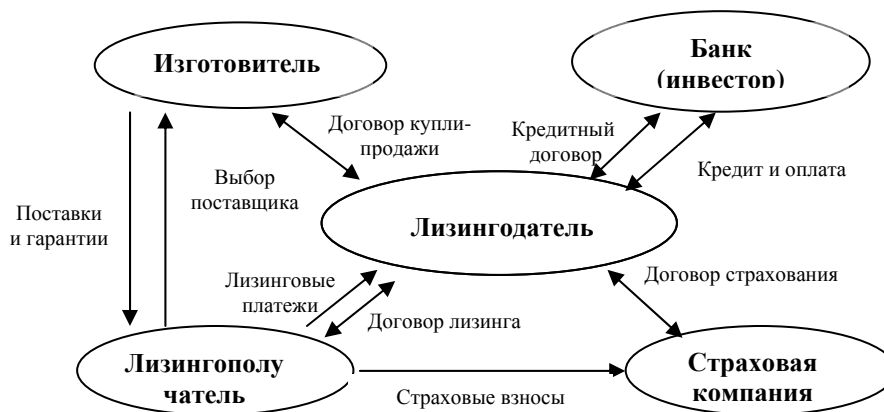 Изготовитель
Банк
(инвестор)
Договор купли-
продажи
Кредитный
договор
Кредит и оплата
Выбор
поставщика
Поставки
и гарантии
Лизингодатель
Лизинговые
платежи
Договор лизинга
Договор страхования
Лизингополу
чатель
Страховые взносы
Страховая
компания